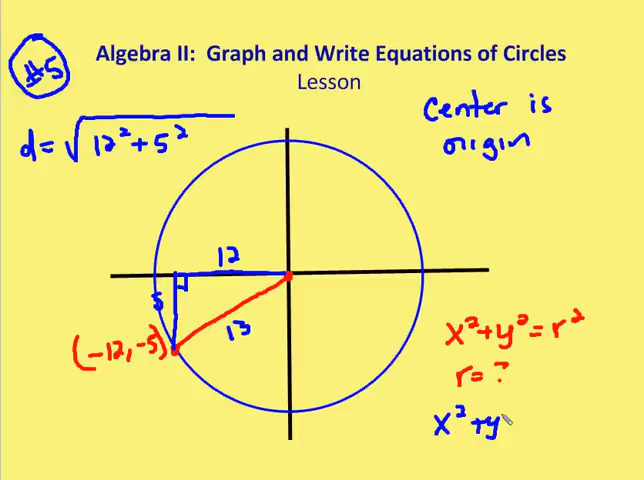 #5
Algebra II: Graph and Write Equations of Circles
Lesson
center is
origin
d = √12² + 5²
12
5
13
(-12, -5)
x² + y² = r²
r = ?
x² + y